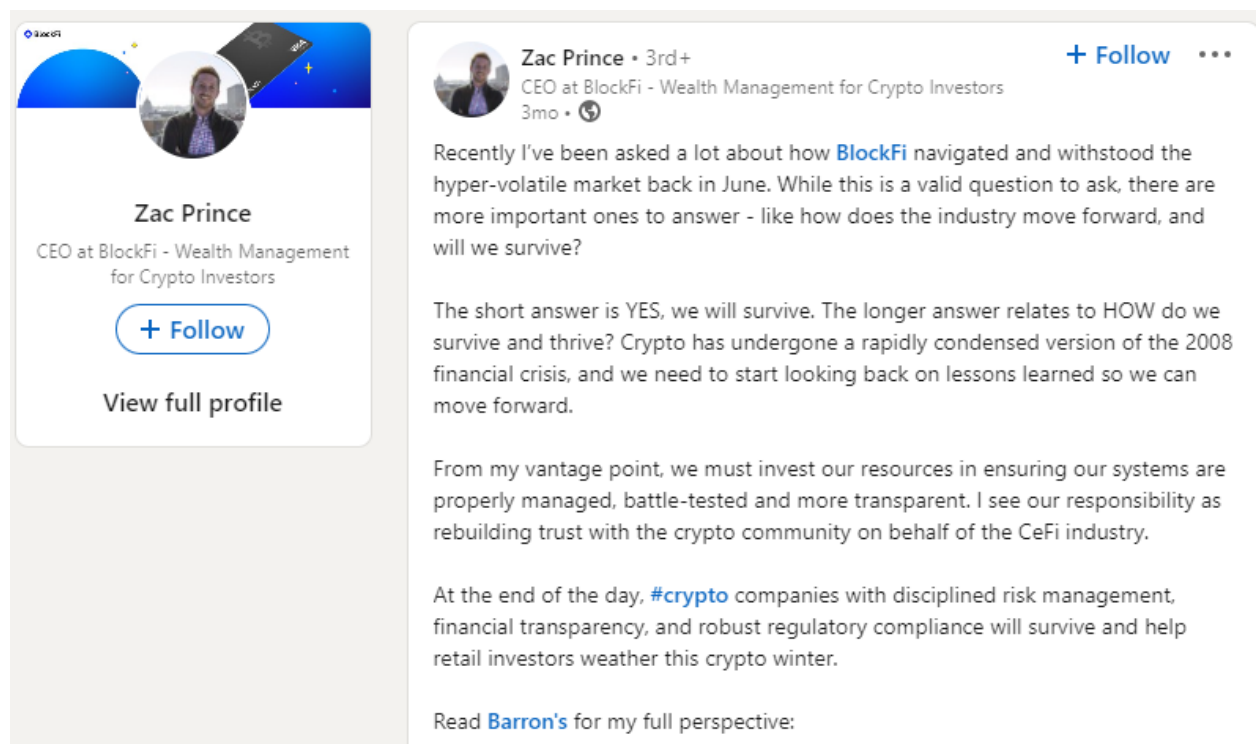 BlockFi
VISA
Zac Prince
CEO at BlockFi - Wealth Management
for Crypto Investors
+ Follow
View full profile
Zac Prince • 3rd+
+ Follow
CEO at BlockFi - Wealth Management for Crypto Investors
3mo •
Recently I've been asked a lot about how BlockFi navigated and withstood the
hyper-volatile market back in June. While this is a valid question to ask, there are
more important ones to answer - like how does the industry move forward, and
will we survive?
The short answer is YES, we will survive. The longer answer relates to HOW do we
survive and thrive? Crypto has undergone a rapidly condensed version of the 2008
financial crisis, and we need to start looking back on lessons learned so we can
move forward.
From my vantage point, we must invest our resources in ensuring our systems are
properly managed, battle-tested and more transparent. I see our responsibility as
rebuilding trust with the crypto community on behalf of the CeFi industry.
At the end of the day, #crypto companies with disciplined risk management,
financial transparency, and robust regulatory compliance will survive and help
retail investors weather this crypto winter.
Read Barron's for my full perspective: